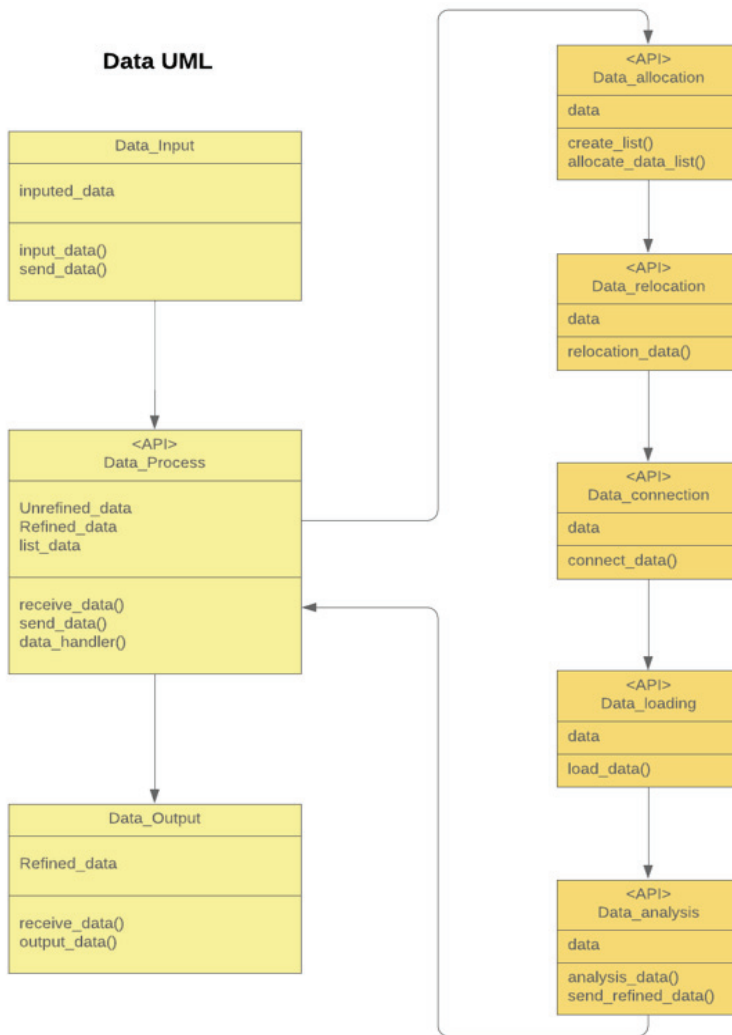 Data UML
Data_Input
inputed_data
input_data()
send_data()
<API>
Data_Process
Unrefined_data
Refined_data
list_data
receive_data()
send_data()
data_handler()
Data_Output
Refined_data
receive_data()
output_data()
<API>
Data_allocation
data
create_list()
allocate_data_list()
<API>
Data_relocation
data
relocation_data()
<API>
Data_connection
data
connect_data()
<API>
Data_loading
data
load_data()
<API>
Data_analysis
data
analysis_data()
send_refined_data()